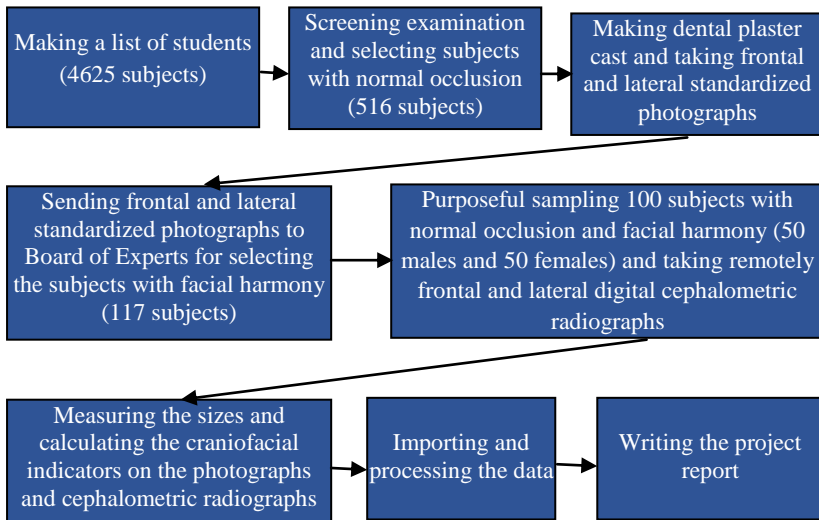 Making a list of students
(4625 subjects)
Screening examination
and selecting subjects
with normal occlusion
(516 subjects)
Making dental plaster
cast and taking frontal
and lateral standardized
photographs
Sending frontal and lateral
standardized photographs to
Board of Experts for selecting
the subjects with facial harmony
(117 subjects)
Purposeful sampling 100 subjects with
normal occlusion and facial harmony (50
males and 50 females) and taking remotely
frontal and lateral digital cephalometric
radiographs
Measuring the sizes and
calculating the craniofacial
indicators on the photographs
and cephalometric radiographs
Importing and
processing the data
Writing the project
report